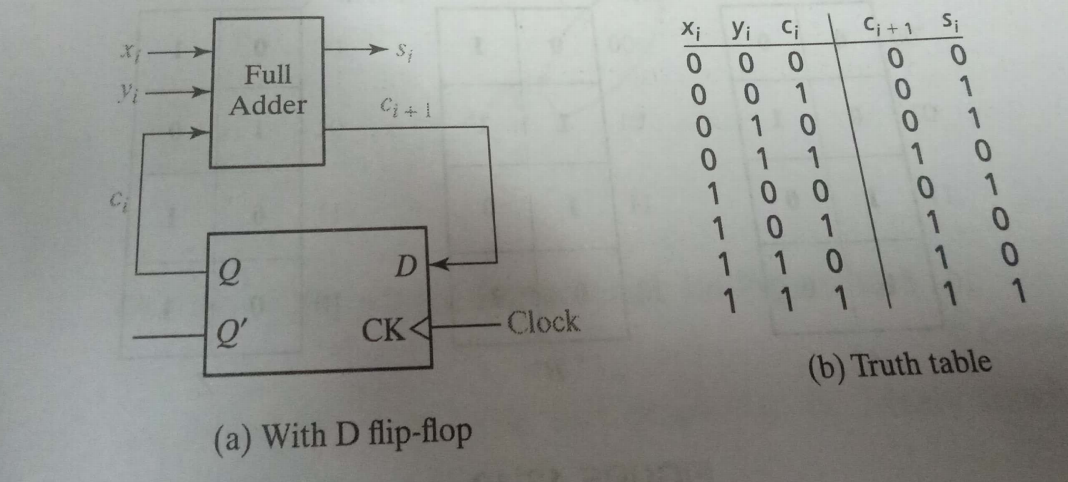 xᵢ
yᵢ
cᵢ
Full
Adder
sᵢ
cᵢ₊₁
Q
D
Q′
CK
Clock
(a) With D flip-flop
xᵢ yᵢ cᵢ cᵢ₊₁ sᵢ
0 0 0 0 0
0 0 1 0 1
0 1 0 0 1
0 1 1 1 0
1 0 0 0 1
1 0 1 1 0
1 1 0 1 0
1 1 1 1 1
(b) Truth table